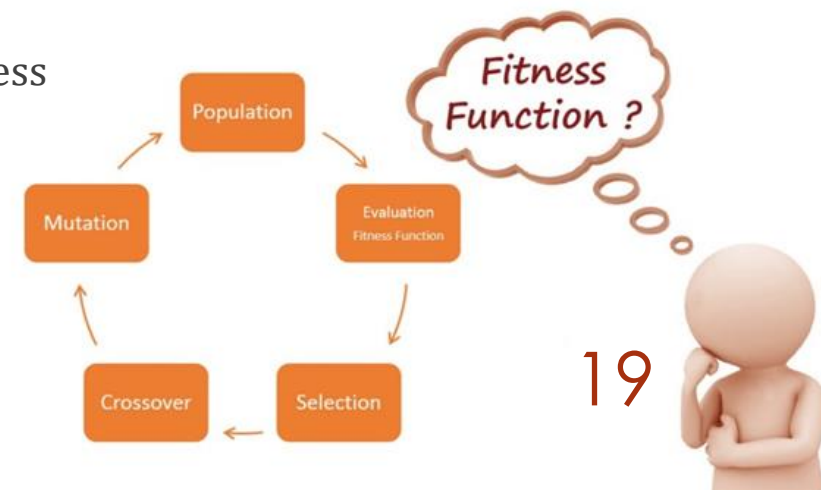 ess
Fitness
Function ?
Population
Evaluation
Fitness Function
Mutation
Crossover
Selection
19